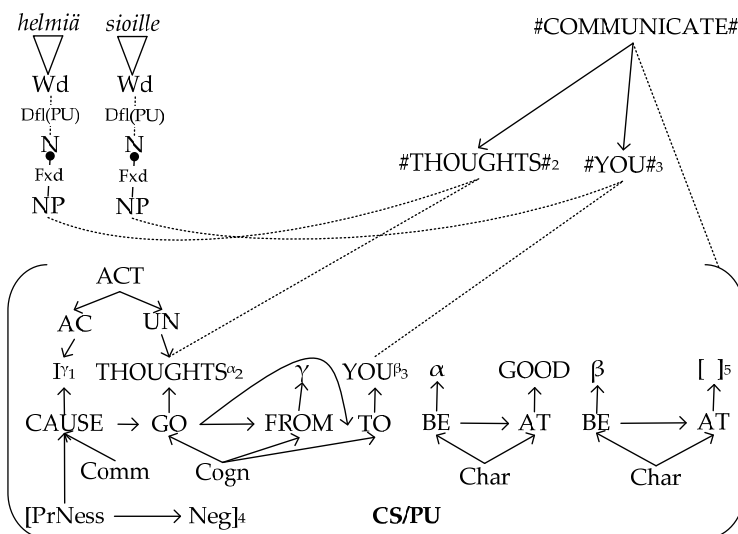 helmiä sioille #COMMUNICATE#
Wd Wd
Dfl(PU) Dfl(PU)
N N
Fxd Fxd #THOUGHTS#₂ #YOU#₃
NP NP
ACT
AC UN
Iᵞ₁ THOUGHTSᵅ₂ γ YOUᵝ₃ α GOOD β [ ]₅
CAUSE GO FROM TO BE AT BE AT
Comm Cogn Char Char
[PrNess Neg]₄ CS/PU